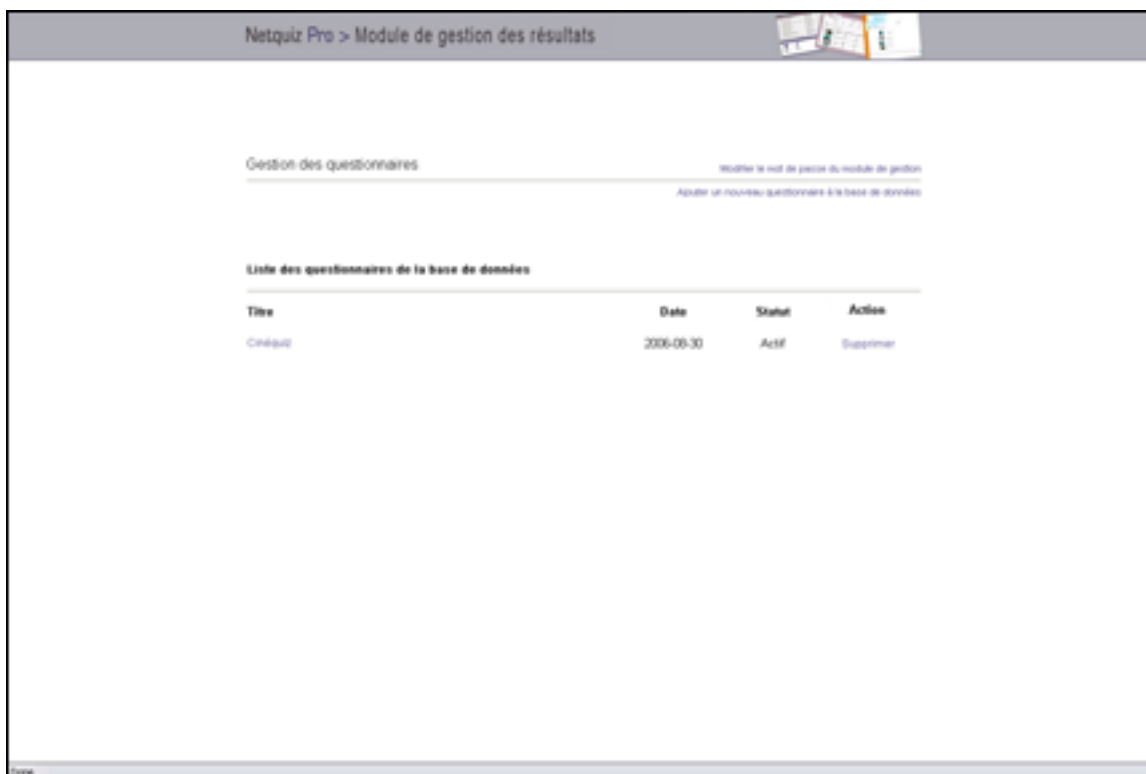 Netquiz Pro > Module de gestion des résultats
Gestion des questionnaires
Modifier le mot de passe du module de gestion
Ajouter un nouveau questionnaire à la base de données
Liste des questionnaires de la base de données
Titre Date Statut Action
Cinéquiz 2006-08-30 Actif Supprimer